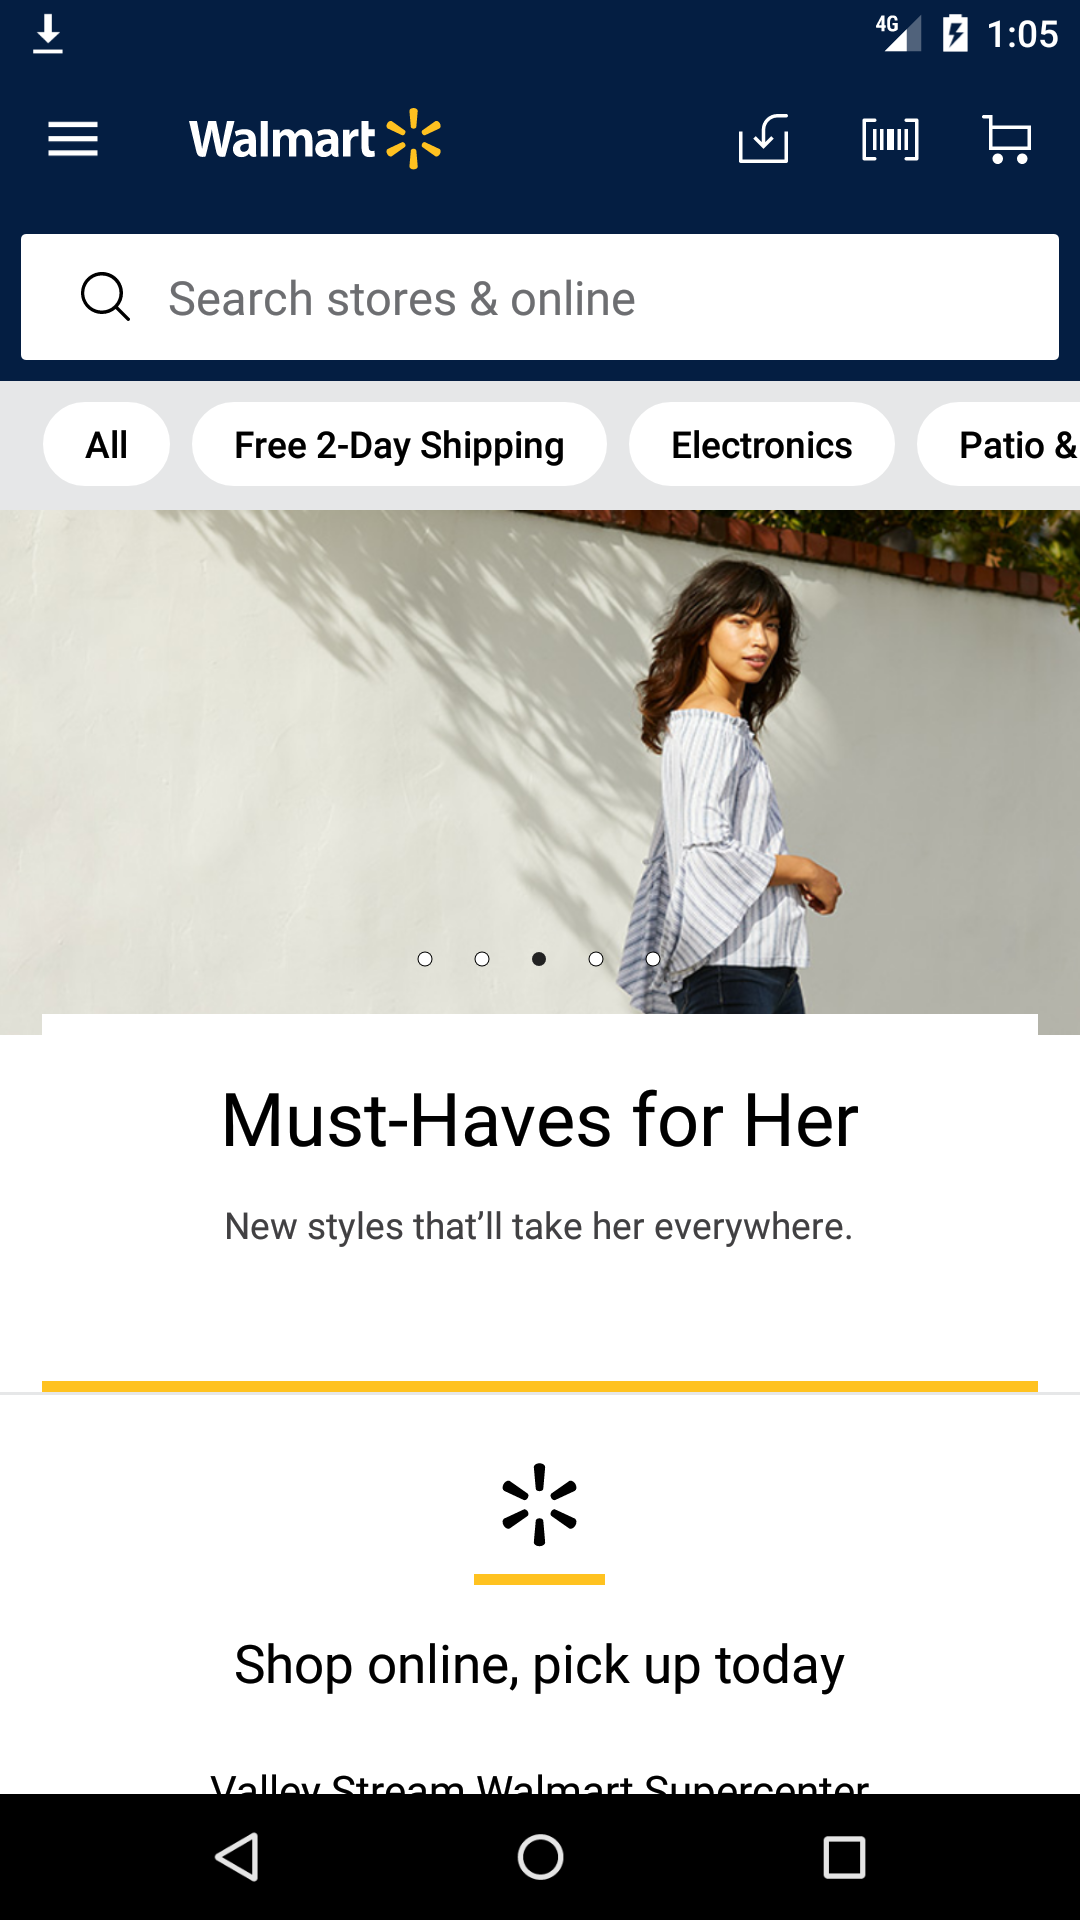 4G 1:05
Walmart
Search stores & online
All Free 2-Day Shipping Electronics Patio &
Must-Haves for Her
New styles that’ll take her everywhere.
Shop online, pick up today
Valley Stream Walmart Supercenter